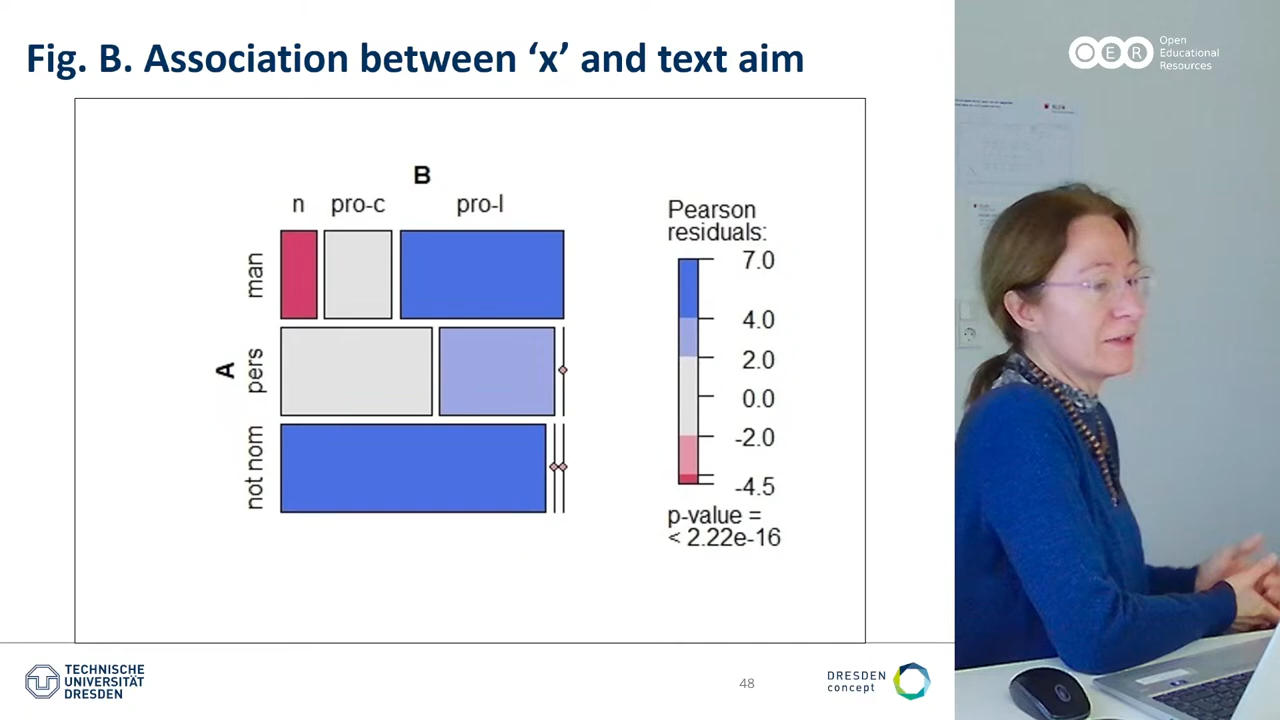 Fig. B. Association between ‘x’ and text aim
B
n pro-c pro-l
A
man
pers
not nom
Pearson
residuals:
7.0
4.0
2.0
0.0
-2.0
-4.5
p-value =
< 2.22e-16
TECHNISCHE
UNIVERSITÄT
DRESDEN
48
DRESDEN
concept
OER
Open
Educational
Resources